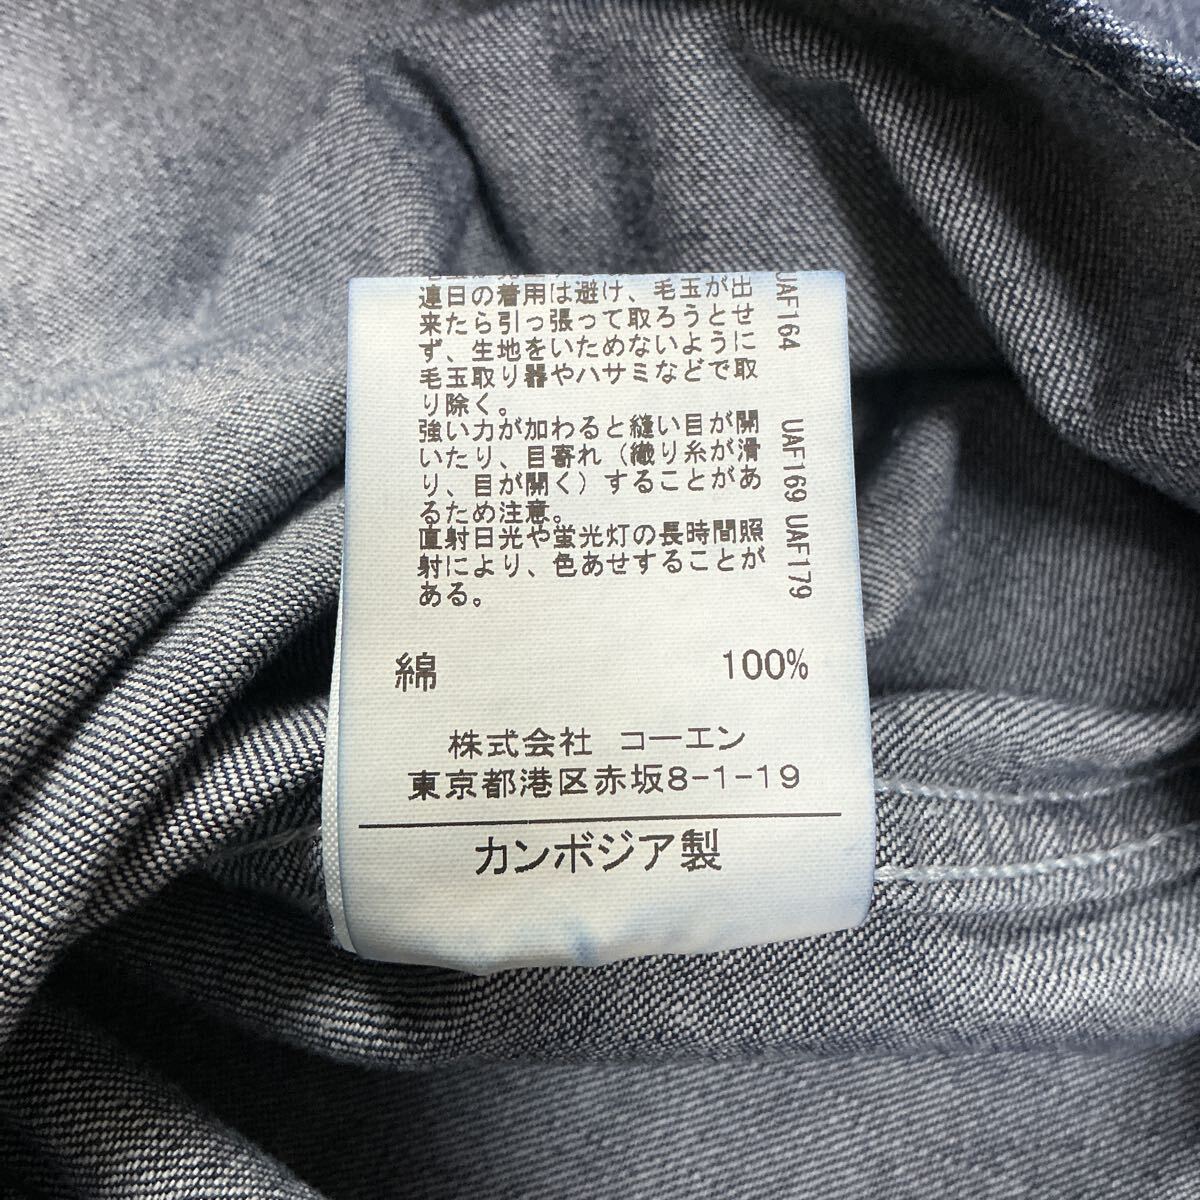 連日の着用は避け、毛玉が出
来たら引っ張って取ろうとせ
ず、生地をいためないように
毛玉取り器やハサミなどで取
り除く。
強い力が加わると縫い目が開
いたり、目寄れ（織り糸が滑
り、目が開く）することがあ
るため注意。
直射日光や蛍光灯の長時間照
射により、色あせすることが
ある。
UAF164 UAF169 UAF179
綿 100%
株式会社 コーエン
東京都港区赤坂8-1-19
カンボジア製